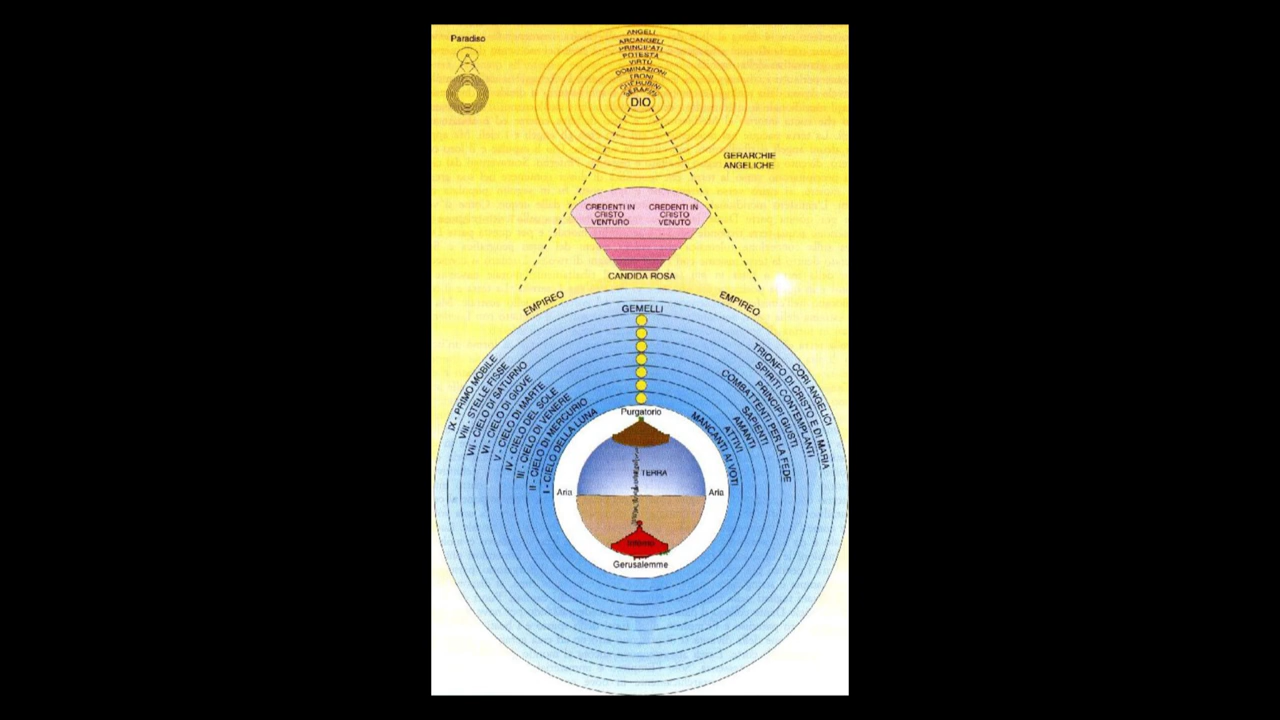 Paradiso
ANGELI
ARCANGELI
PRINCIPATI
POTESTA
VIRTÙ
DOMINAZIONI
TRONI
CHERUBINI
SERAFINI
DIO
GERARCHIE
ANGELICHE
CREDENTI IN
CRISTO
VENTURO
CREDENTI IN
CRISTO
VENUTO
CANDIDA ROSA
EMPIREO
EMPIREO
GEMELLI
IX - PRIMO MOBILE
VIII - STELLE FISSE
VII - CIELO DI SATURNO
VI - CIELO DI GIOVE
V - CIELO DI MARTE
IV - CIELO DEL SOLE
III - CIELO DI VENERE
II - CIELO DI MERCURIO
I - CIELO DELLA LUNA
CORI ANGELICI
TRIONFO DI CRISTO E DI MARIA
SPIRITI CONTEMPLANTI
PRINCIPI GIUSTI
COMBATTENTI PER LA FEDE
SAPIENTI
AMANTI
ATTIVI
MANCANTI AI VOTI
Purgatorio
TERRA
Aria
Aria
Gerusalemme